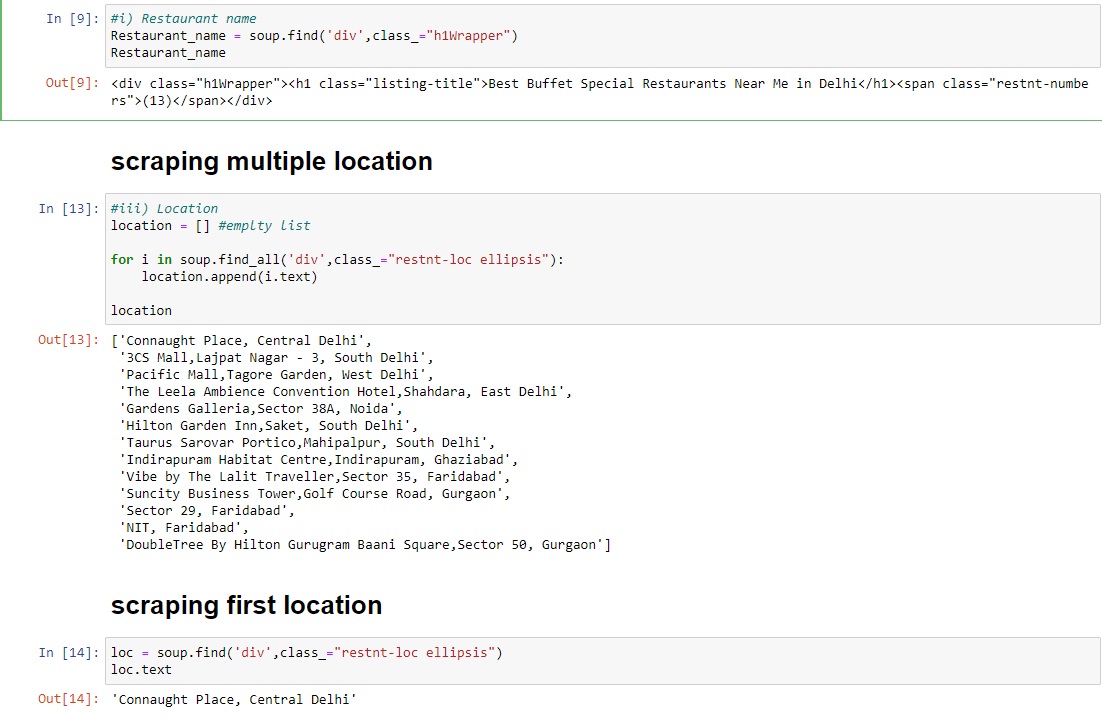 In [9]: #i) Restaurant name
Restaurant_name = soup.find('div',class_="h1Wrapper")
Restaurant_name
Out[9]: <div class="h1Wrapper"><h1 class="listing-title">Best Buffet Special Restaurants Near Me in Delhi</h1><span class="restnt-numbe
rs">(13)</span></div>
scraping multiple location
In [13]: #iii) Location
location = [] #emplty list
for i in soup.find_all('div',class_="restnt-loc ellipsis"):
    location.append(i.text)
location
Out[13]: ['Connaught Place, Central Delhi',
'3CS Mall,Lajpat Nagar - 3, South Delhi',
'Pacific Mall,Tagore Garden, West Delhi',
'The Leela Ambience Convention Hotel,Shahdara, East Delhi',
'Gardens Galleria,Sector 38A, Noida',
'Hilton Garden Inn,Saket, South Delhi',
'Taurus Sarovar Portico,Mahipalpur, South Delhi',
'Indirapuram Habitat Centre,Indirapuram, Ghaziabad',
'Vibe by The Lalit Traveller,Sector 35, Faridabad',
'Suncity Business Tower,Golf Course Road, Gurgaon',
'Sector 29, Faridabad',
'NIT, Faridabad',
'DoubleTree By Hilton Gurugram Baani Square,Sector 50, Gurgaon']
scraping first location
In [14]: loc = soup.find('div',class_="restnt-loc ellipsis")
loc.text
Out[14]: 'Connaught Place, Central Delhi'